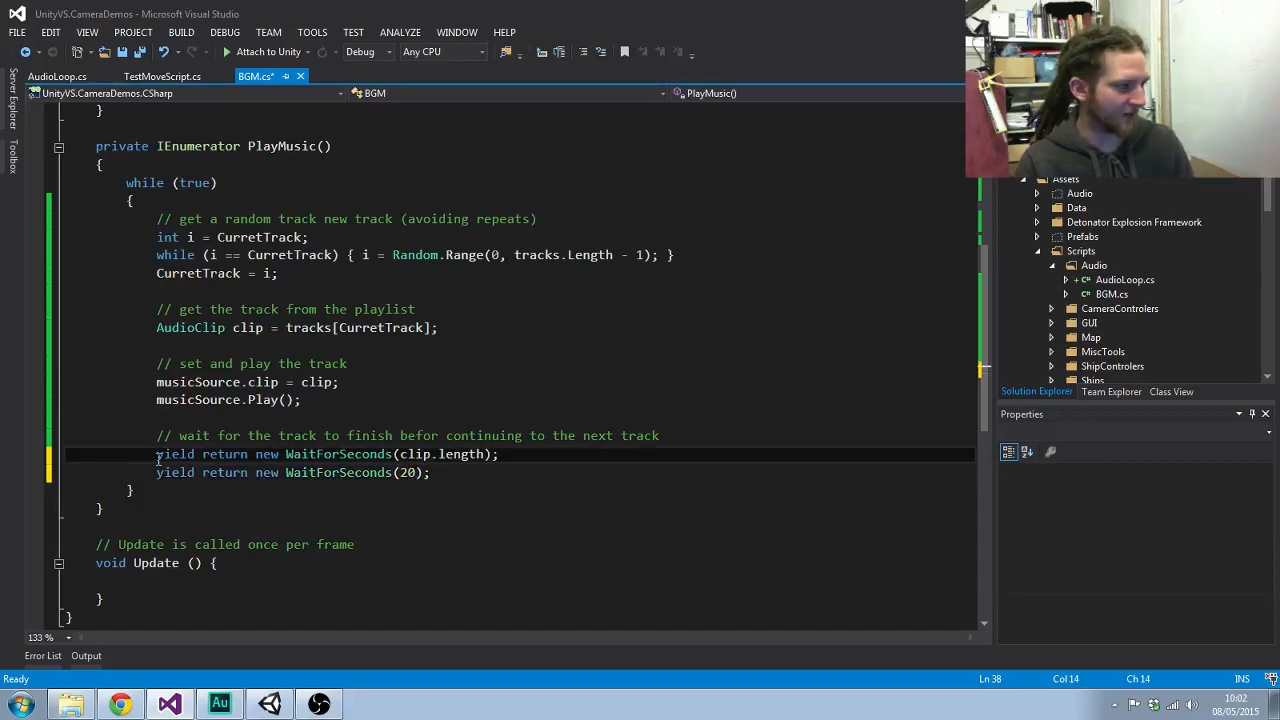 UnityVS.CameraDemos - Microsoft Visual Studio
FILE EDIT VIEW PROJECT BUILD DEBUG TEAM TOOLS ANALYZE WINDOW HELP
Attach to Unity Debug Any CPU
AudioLoop.cs TestMoveScript.cs BGM.cs*
UnityVS.CameraDemos.CSharp BGM PlayMusic()
Server Explorer
Toolbox
}
private IEnumerator PlayMusic()
{
while (true)
{
// get a random track new track (avoiding repeats)
int i = CurretTrack;
while (i == CurretTrack) { i = Random.Range(0, tracks.Length - 1); }
CurretTrack = i;
// get the track from the playlist
AudioClip clip = tracks[CurretTrack];
// set and play the track
musicSource.clip = clip;
musicSource.Play();
// wait for the track to finish befor continuing to the next track
yield return new WaitForSeconds(clip.length);
yield return new WaitForSeconds(20);
}
}
// Update is called once per frame
void Update () {
}
}
133 %
Assets
Audio
Data
Detonator Explosion Framework
Prefabs
Scripts
Audio
AudioLoop.cs
BGM.cs
CameraControlers
GUI
Map
MiscTools
ShipControlers
Ships
Solution Explorer Team Explorer Class View
Properties
Error List Output
Ready Ln 38 Col 14 Ch 14 INS
Au
10:02
08/05/2015